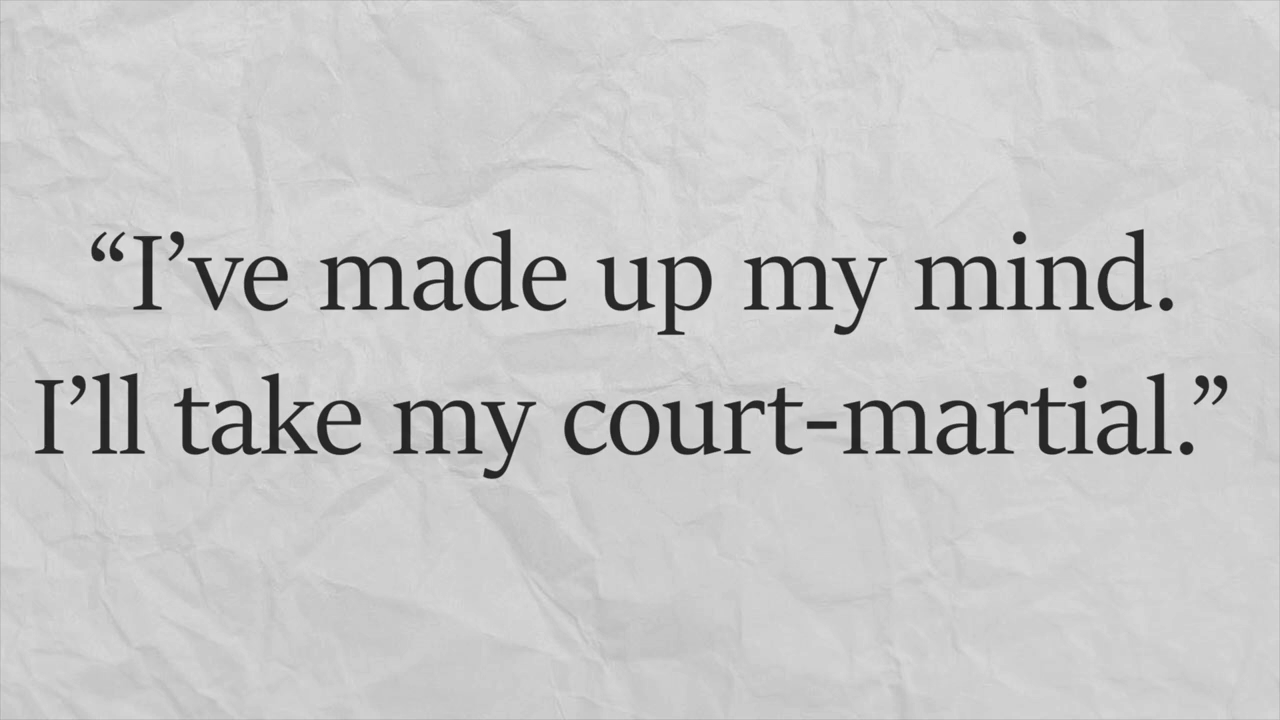 “I’ve made up my mind.
I’ll take my court-martial.”